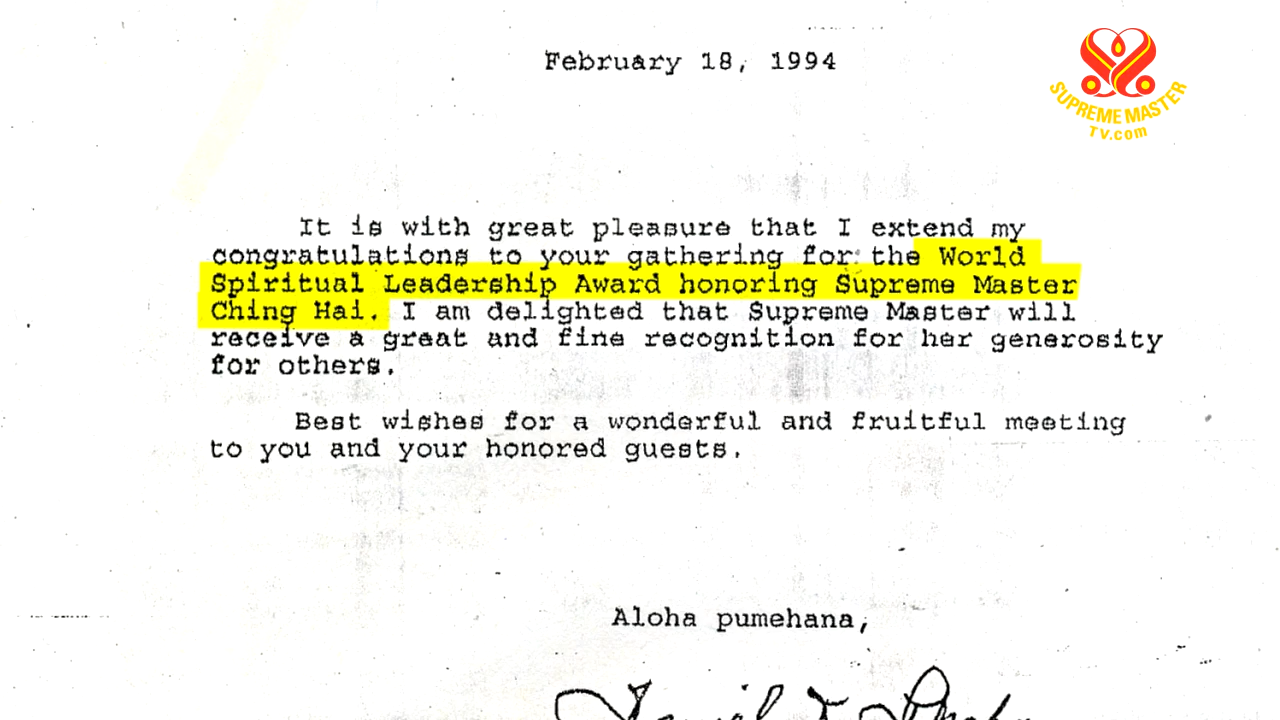 February 18, 1994
SUPREME MASTER
TV.com
It is with great pleasure that I extend my
congratulations to your gathering for the World
Spiritual Leadership Award honoring Supreme Master
Ching Hai. I am delighted that Supreme Master will
receive a great and fine recognition for her generosity
for others.
Best wishes for a wonderful and fruitful meeting
to you and your honored guests.
Aloha pumehana,